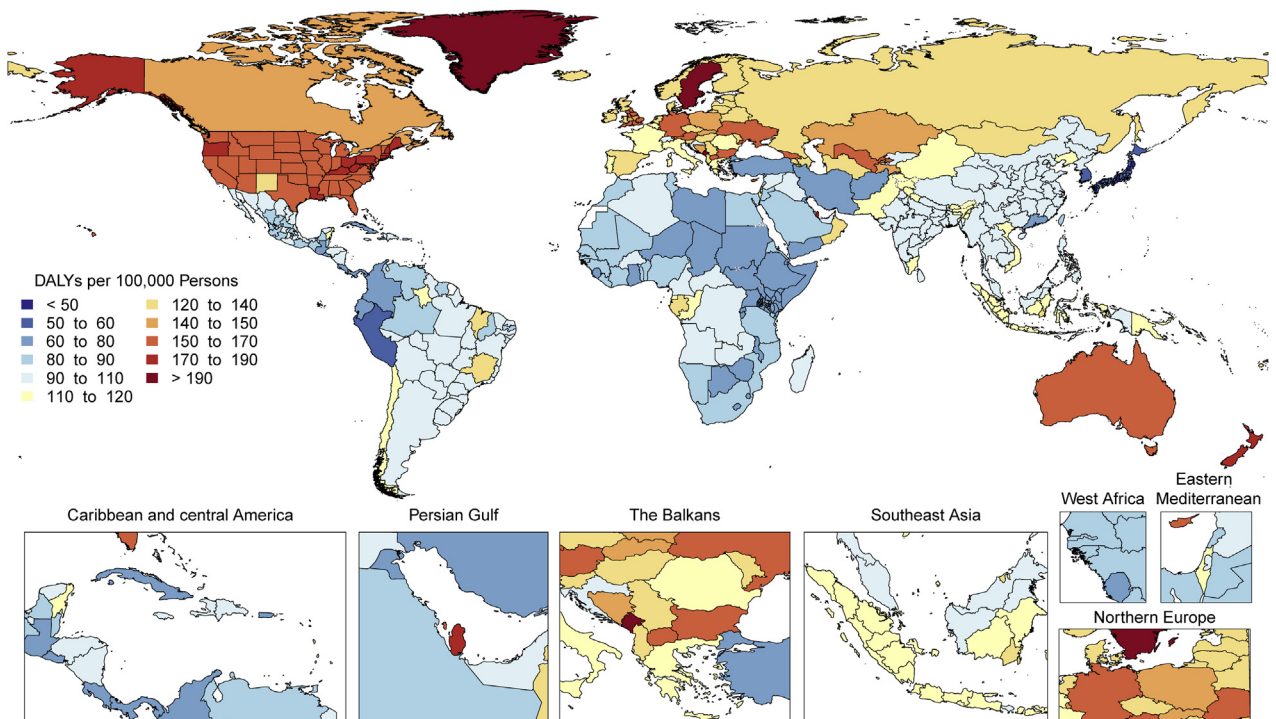 DALYs per 100,000 Persons
< 50
50 to 60
60 to 80
80 to 90
90 to 110
110 to 120
120 to 140
140 to 150
150 to 170
170 to 190
> 190
Caribbean and central America
Persian Gulf
The Balkans
Southeast Asia
West Africa
Eastern
Mediterranean
Northern Europe